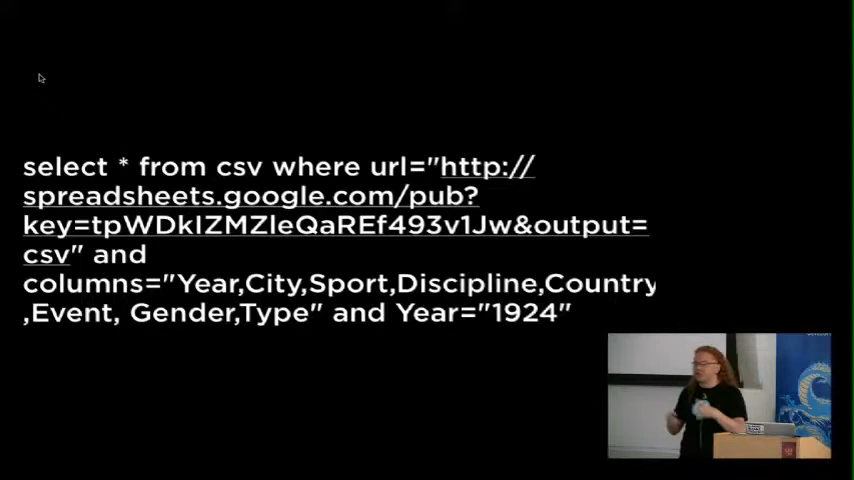 select * from csv where url="http://
spreadsheets.google.com/pub?
key=tpWDkIZMZleQaREf493v1Jw&output=
csv" and
columns="Year,City,Sport,Discipline,Country
,Event, Gender,Type" and Year="1924"